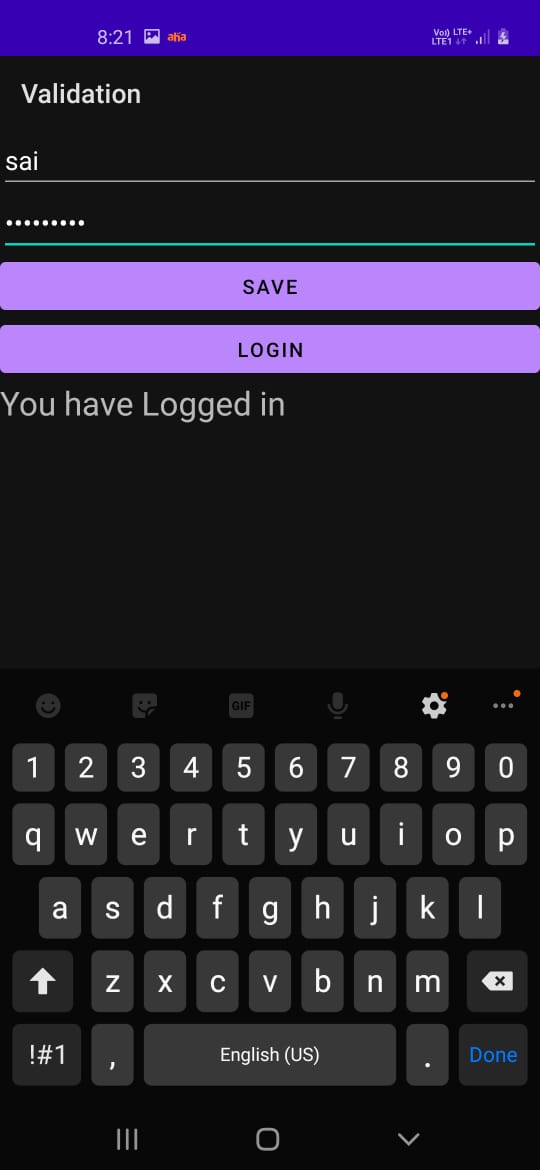 8:21 aha Vo) LTE+
LTE1 ↓↑
Validation
sai
•••••••••
SAVE
LOGIN
You have Logged in
GIF
1 2 3 4 5 6 7 8 9 0
q w e r t y u i o p
a s d f g h j k l
z x c v b n m
!#1 , English (US) . Done